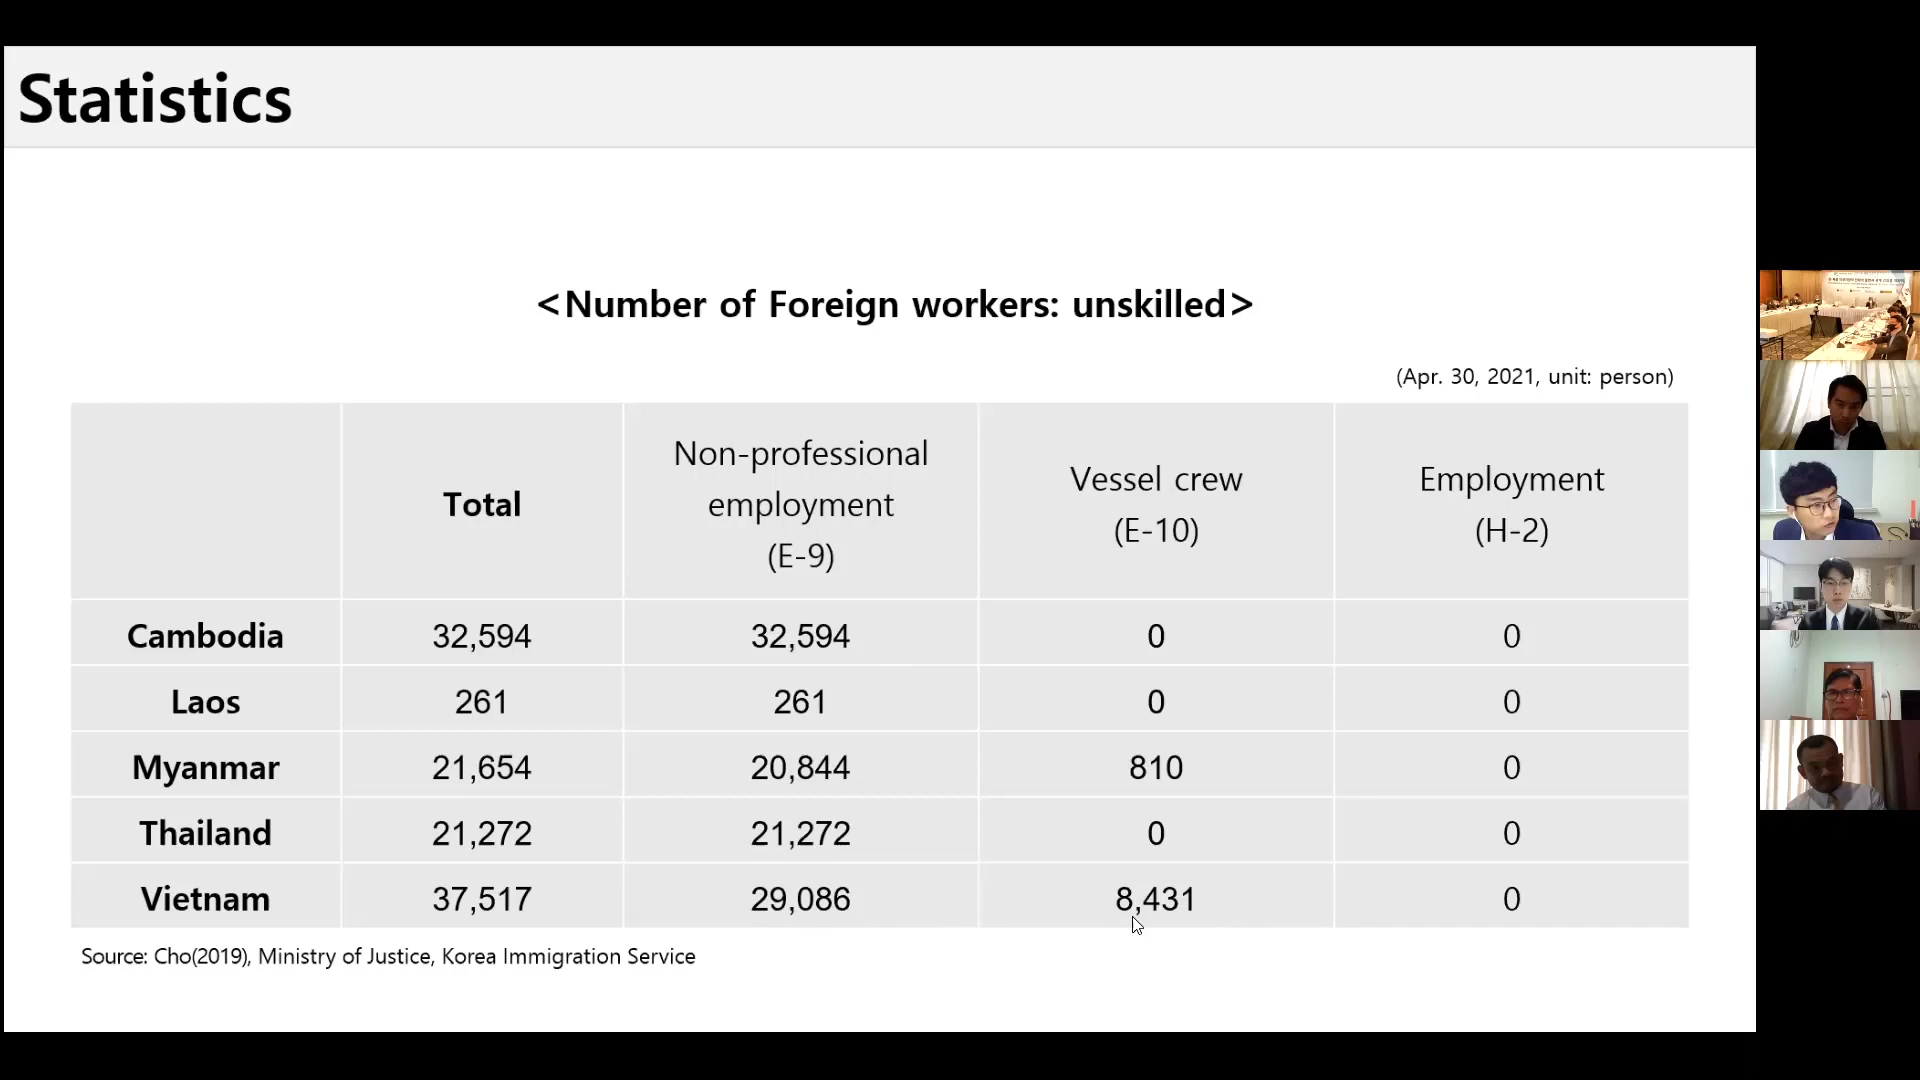 Statistics
<Number of Foreign workers: unskilled>
(Apr. 30, 2021, unit: person)
Total
Non-professional
employment
(E-9)
Vessel crew
(E-10)
Employment
(H-2)
Cambodia 32,594 32,594 0 0
Laos 261 261 0 0
Myanmar 21,654 20,844 810 0
Thailand 21,272 21,272 0 0
Vietnam 37,517 29,086 8,431 0
Source: Cho(2019), Ministry of Justice, Korea Immigration Service